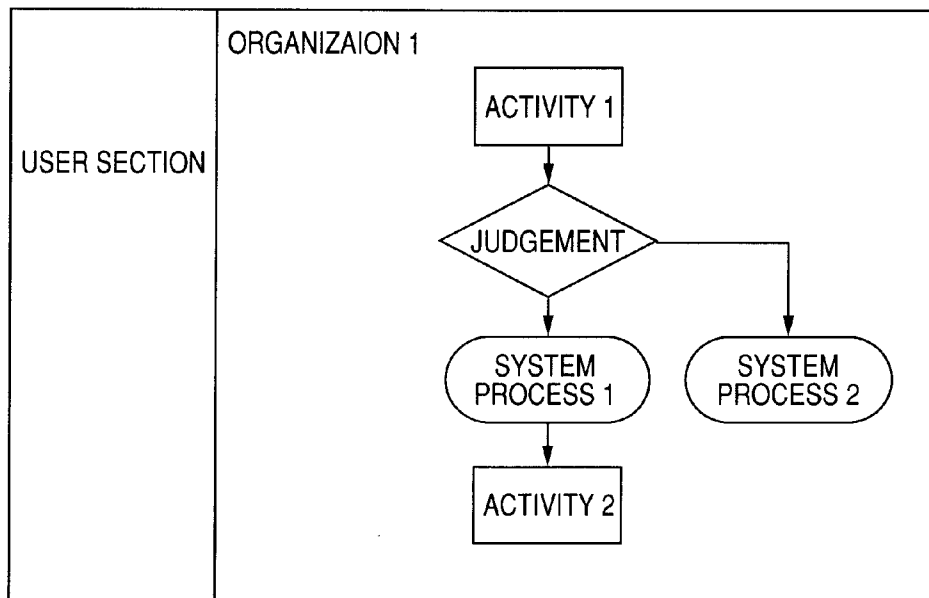 ORGANIZAION 1
ACTIVITY 1
USER SECTION
JUDGEMENT
SYSTEM
PROCESS 1
SYSTEM
PROCESS 2
ACTIVITY 2